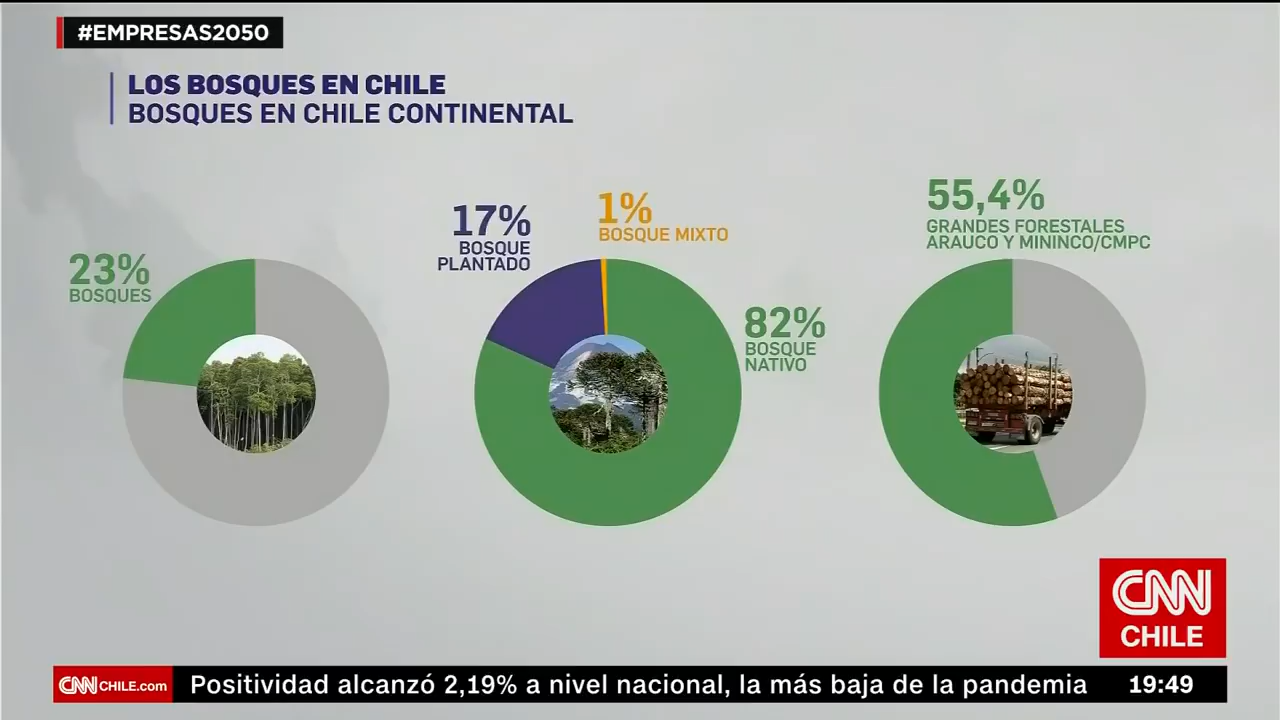 #EMPRESAS2050
LOS BOSQUES EN CHILE
BOSQUES EN CHILE CONTINENTAL
23%
BOSQUES
17%
BOSQUE
PLANTADO
1%
BOSQUE MIXTO
82%
BOSQUE
NATIVO
55,4%
GRANDES FORESTALES
ARAUCO Y MININCO/CMPC
CNN
CHILE
CNNCHILE.com
Positividad alcanzó 2,19% a nivel nacional, la más baja de la pandemia
19:49